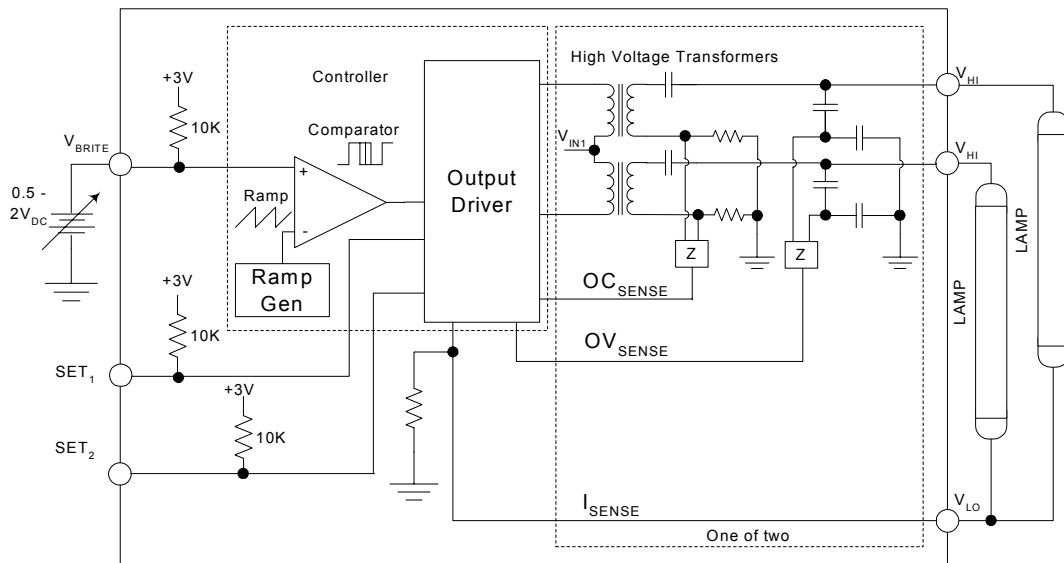 High Voltage Transformers
Controller
+3V
10K
V_BRITE
Comparator
+
Ramp
-
Ramp
Gen
Output
Driver
V_IN1
V_HI
V_HI
0.5 -
2V_DC
Z
Z
OC_SENSE
OV_SENSE
LAMP
LAMP
+3V
10K
SET_1
+3V
10K
SET_2
I_SENSE
V_LO
One of two